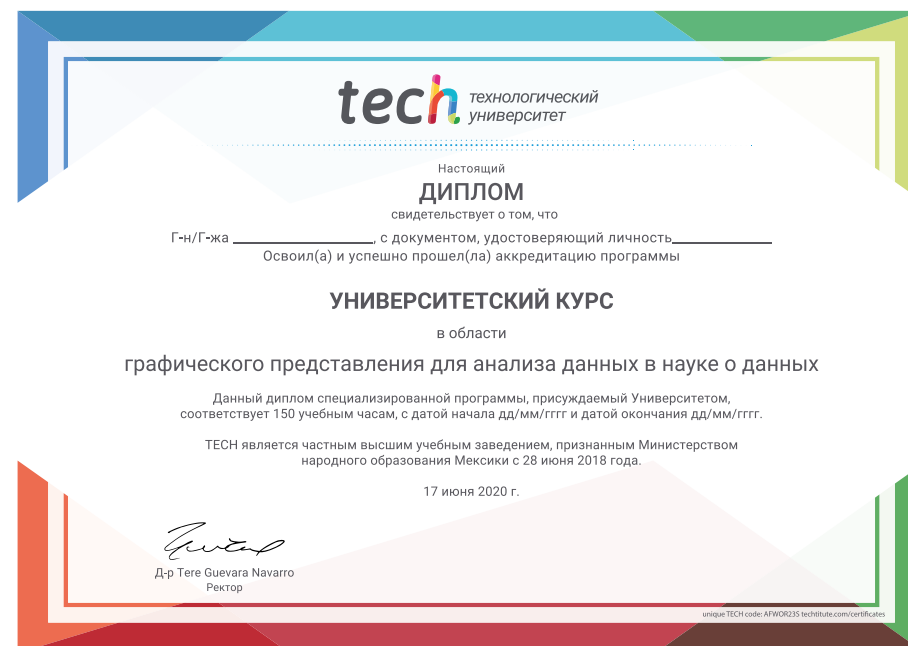 tech технологический
университет
Настоящий
ДИПЛОМ
свидетельствует о том, что
Г-н/Г-жа ____________________, с документом, удостоверяющий личность______________
Освоил(а) и успешно прошел(ла) аккредитацию программы
УНИВЕРСИТЕТСКИЙ КУРС
в области
графического представления для анализа данных в науке о данных
Данный диплом специализированной программы, присуждаемый Университетом,
соответствует 150 учебным часам, с датой начала дд/мм/гггг и датой окончания дд/мм/гггг.
TECH является частным высшим учебным заведением, признанным Министерством
народного образования Мексики с 28 июня 2018 года.
17 июня 2020 г.
Д-р Tere Guevara Navarro
Ректор
unique TECH code: AFWOR23S techtitute.com/certificates